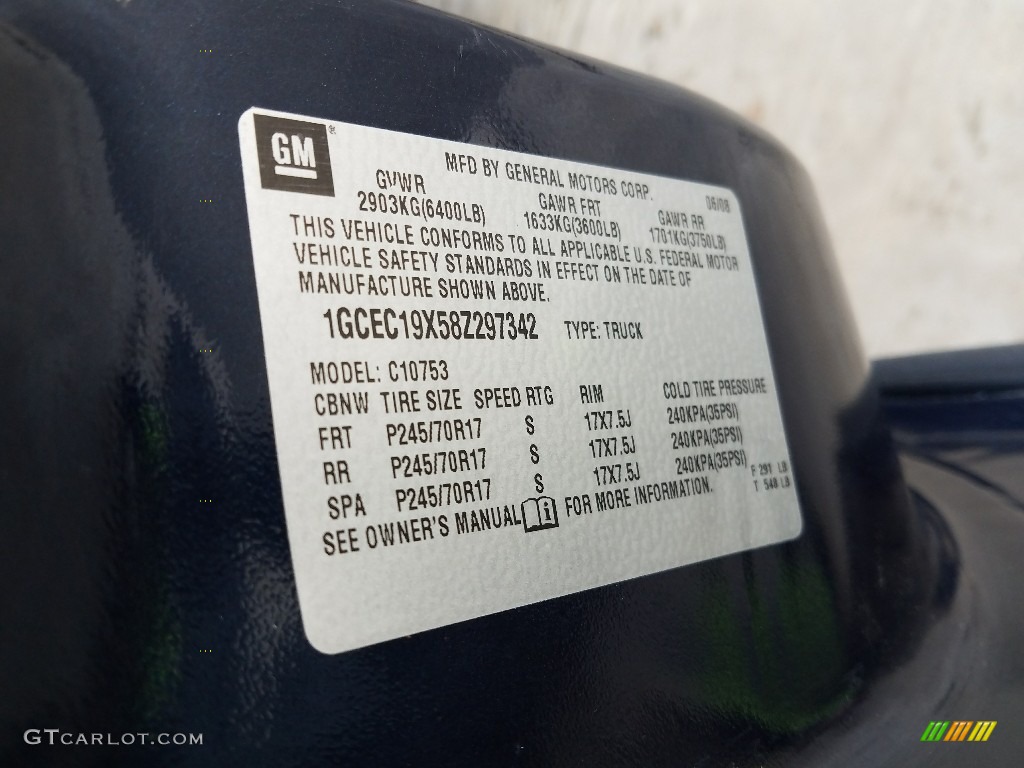 GM ®
MFD BY GENERAL MOTORS CORP. 06/08
GVWR GAWR FRT GAWR RR
2903KG(6400LB) 1633KG(3600LB) 1701KG(3750LB)
THIS VEHICLE CONFORMS TO ALL APPLICABLE U.S. FEDERAL MOTOR
VEHICLE SAFETY STANDARDS IN EFFECT ON THE DATE OF
MANUFACTURE SHOWN ABOVE.
1GCEC19X58Z297342 TYPE: TRUCK
MODEL: C10753
CBNW TIRE SIZE SPEED RTG RIM COLD TIRE PRESSURE
FRT P245/70R17 S 17X7.5J 240KPA(35PSI)
RR P245/70R17 S 17X7.5J 240KPA(35PSI)
SPA P245/70R17 S 17X7.5J 240KPA(35PSI)
SEE OWNER'S MANUAL i FOR MORE INFORMATION.
F 291 LB
T 540 LB
GTCARLOT.COM